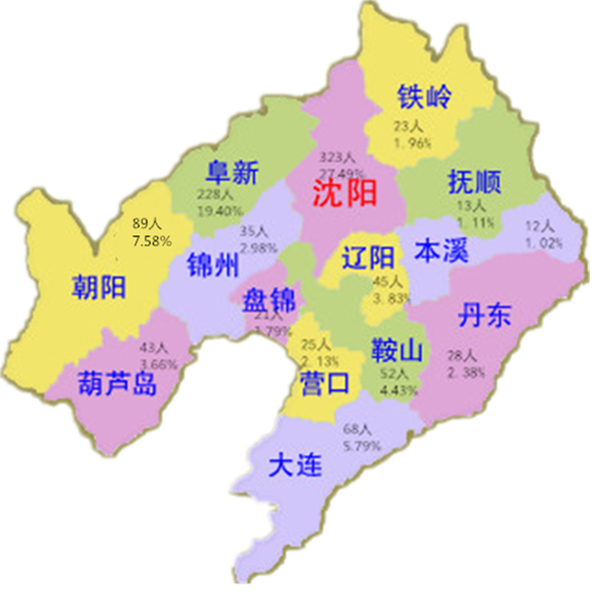 铁岭
23人
1.96%
323人
27.49%
沈阳
阜新
228人
19.40%
抚顺
13人
1.11%
12人
1.02%
89人
7.58%
35人
2.98%
锦州
辽阳
45人
3.83%
本溪
朝阳
盘锦
21人
1.79%
丹东
28人
2.38%
43人
3.66%
葫芦岛
25人
2.13%
营口
鞍山
52人
4.43%
68人
5.79%
大连